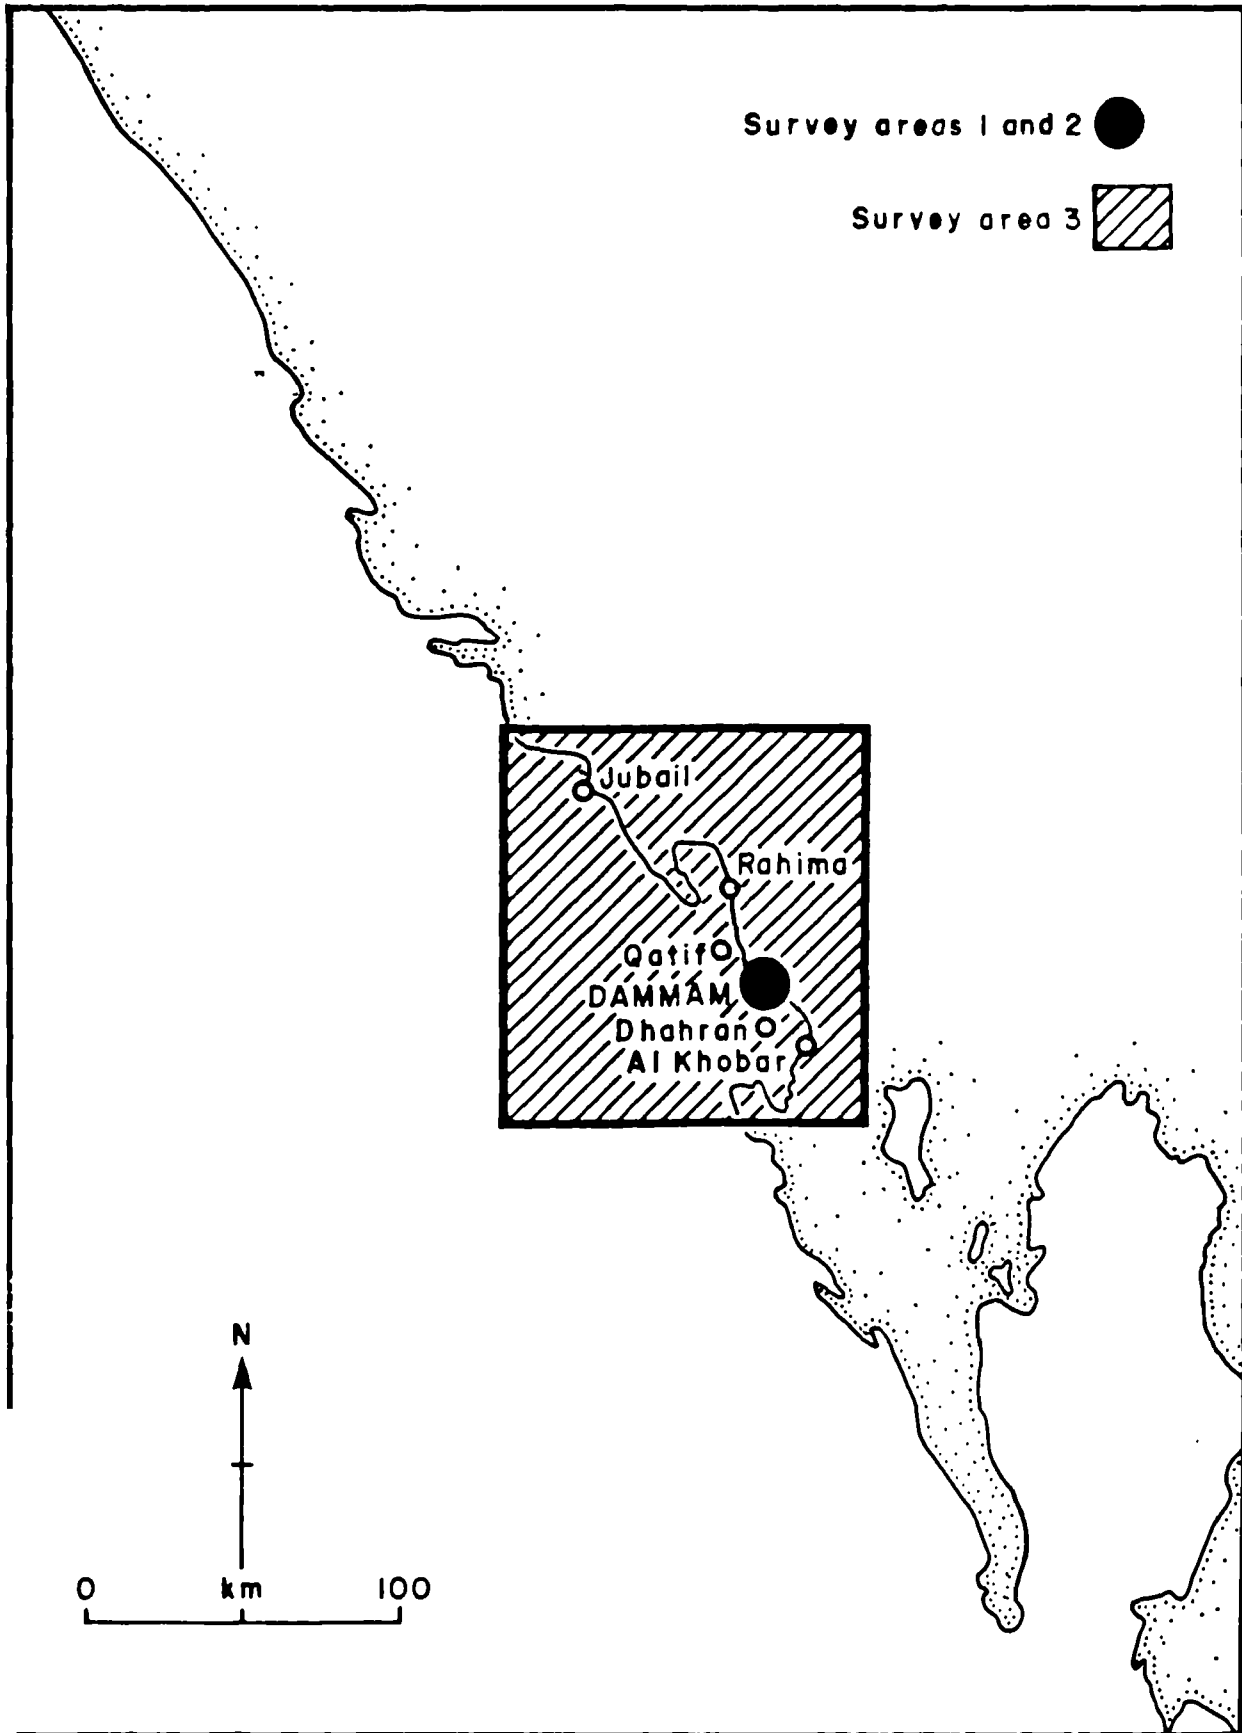 Survey areas 1 and 2
Survey area 3
Jubail
Rahima
Qatif
DAMMAM
Dhahran
Al Khobar
N
0 km 100